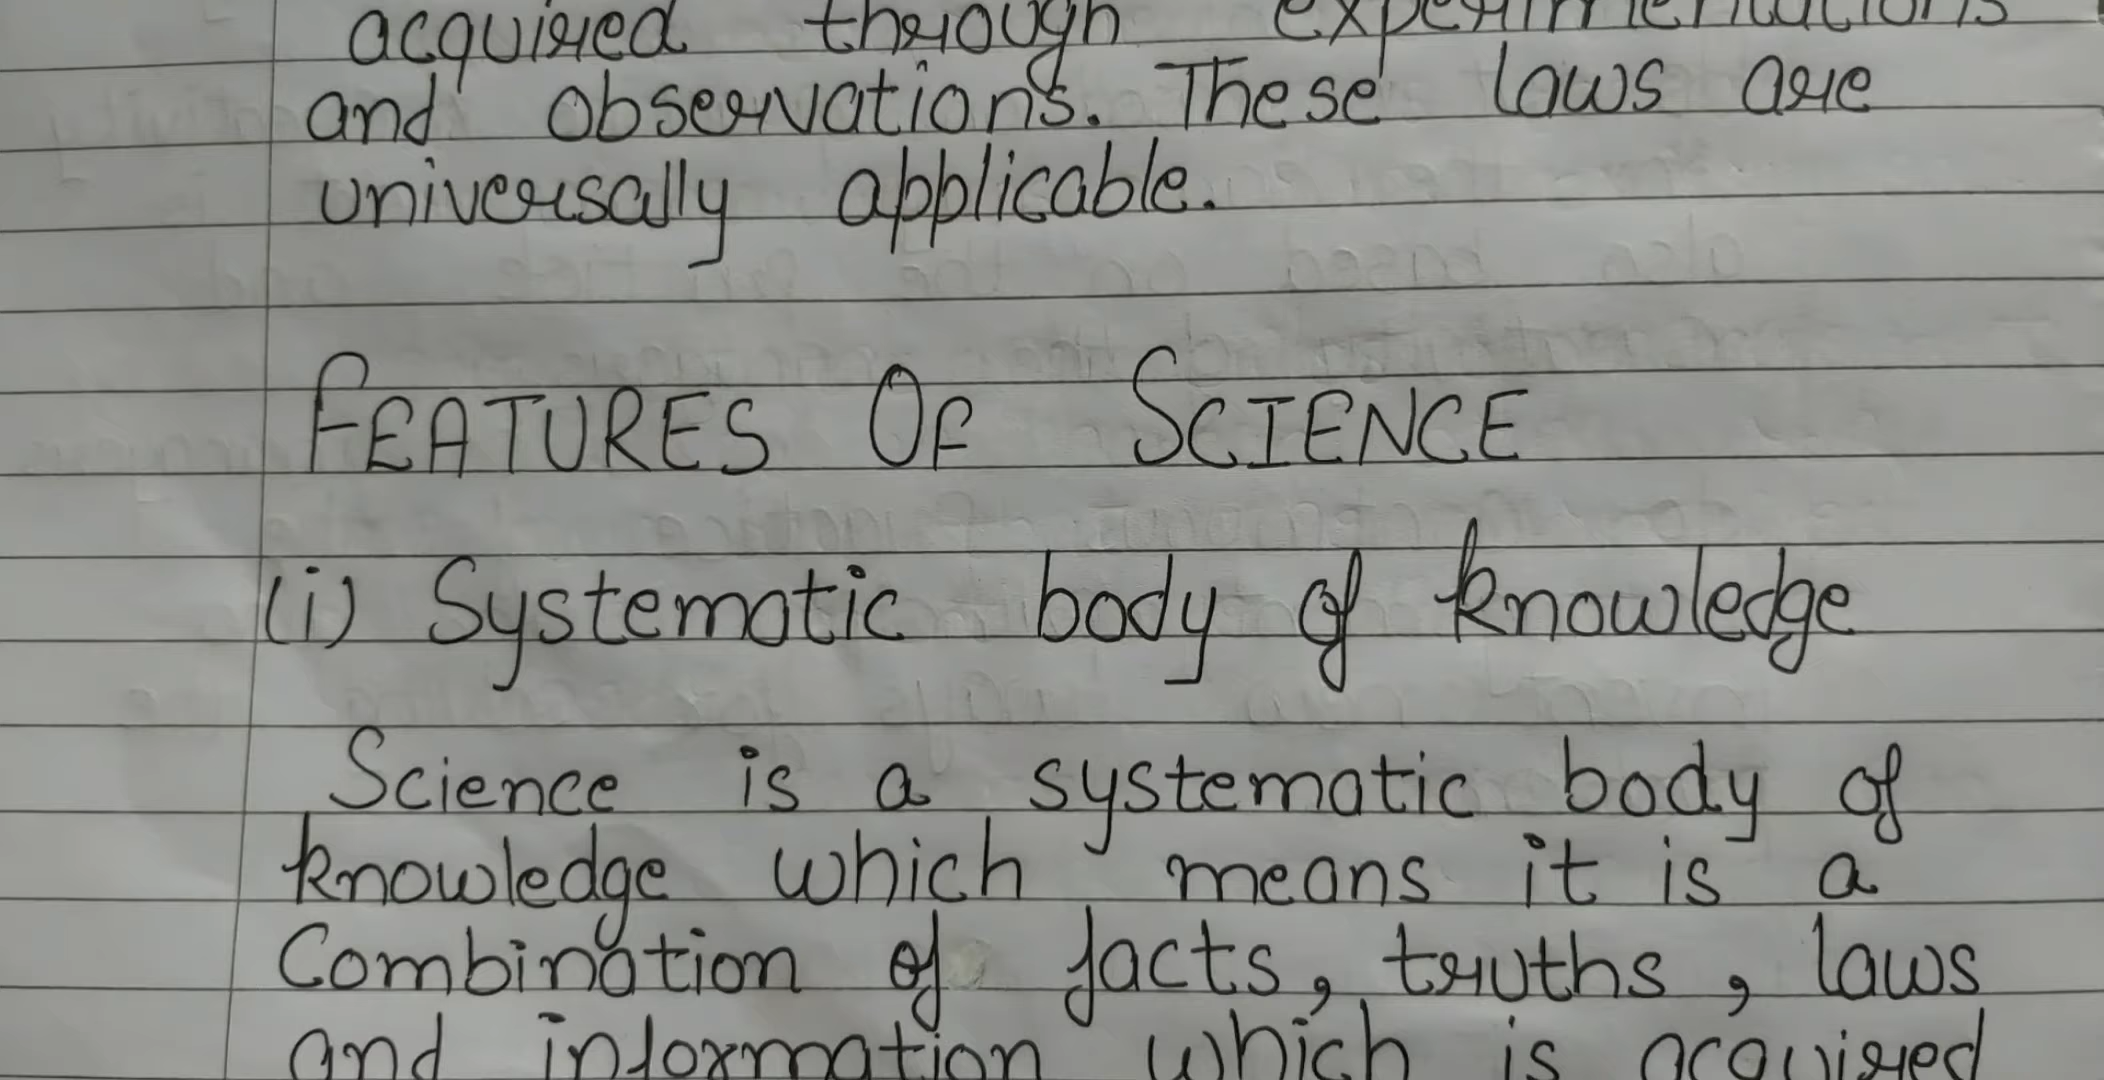 acquired through experimentations
and observations. These laws are
universally applicable.
FEATURES OF SCIENCE
(i) Systematic body of knowledge
Science is a systematic body of
knowledge which means it is a
Combination of facts, truths, laws
and information which is acquired